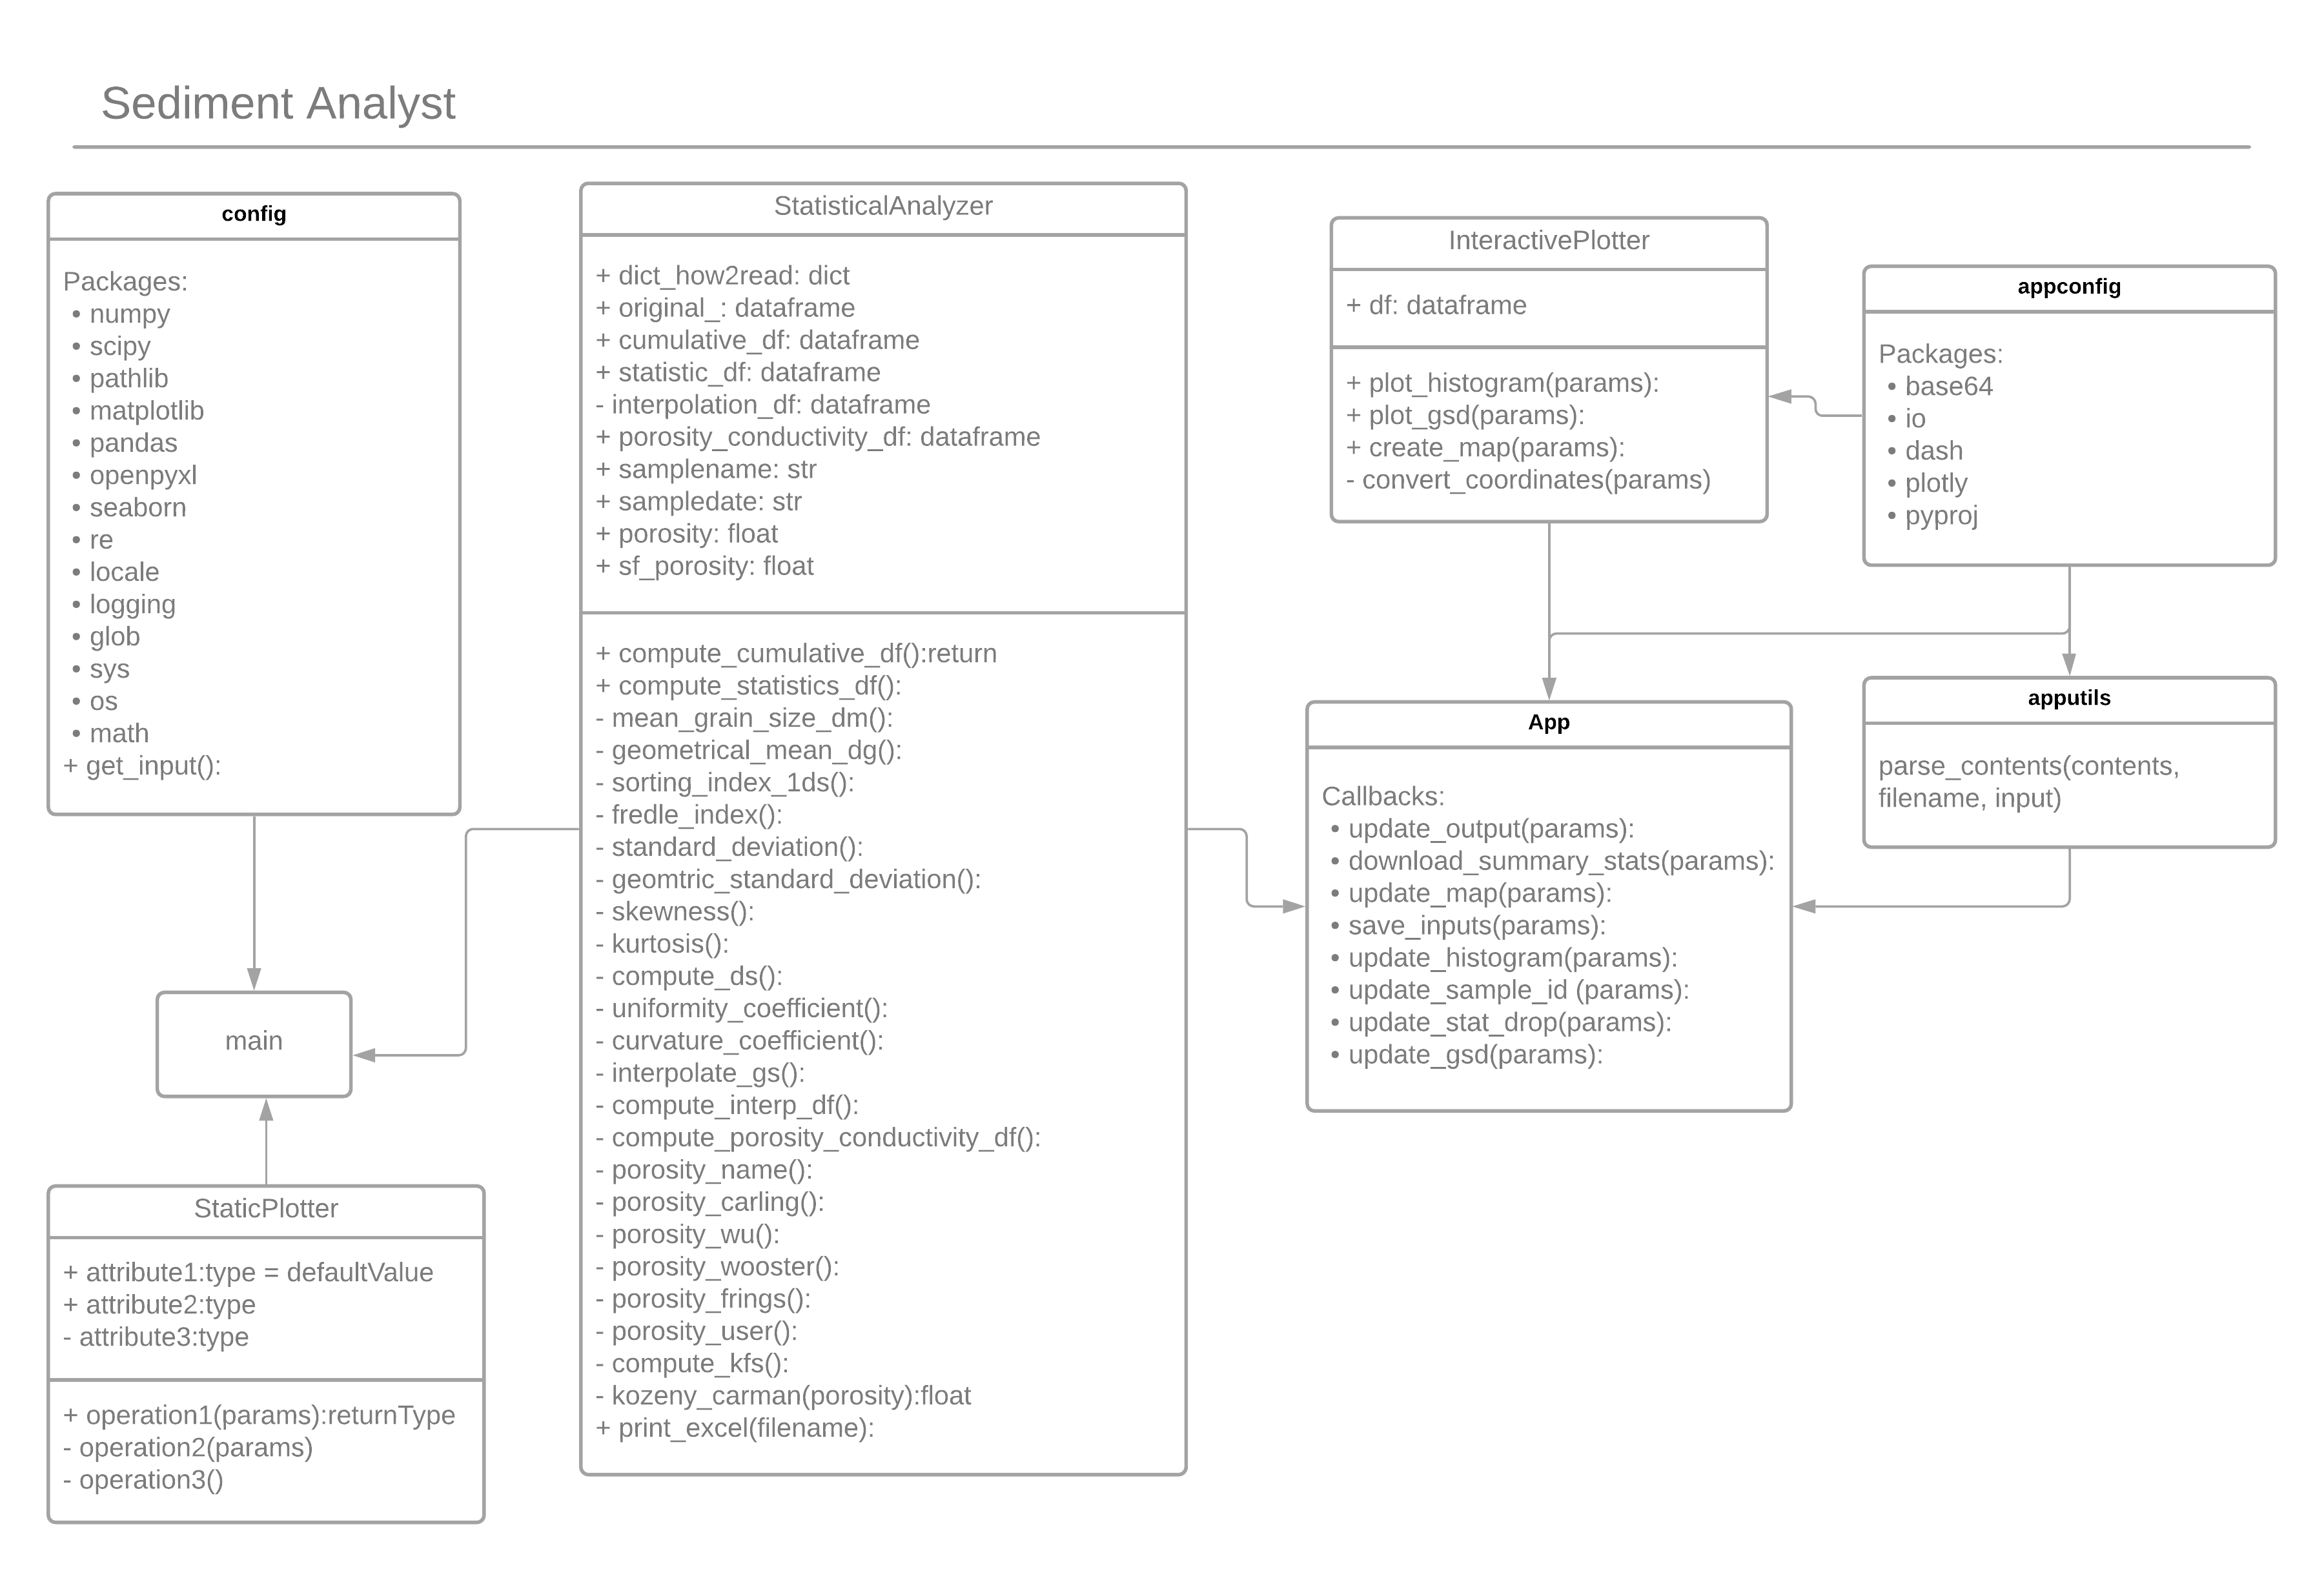 Sediment Analyst
config
Packages:
• numpy
• scipy
• pathlib
• matplotlib
• pandas
• openpyxl
• seaborn
• re
• locale
• logging
• glob
• sys
• os
• math
+ get_input():
main
StaticPlotter
+ attribute1:type = defaultValue
+ attribute2:type
- attribute3:type
+ operation1(params):returnType
- operation2(params)
- operation3()
StatisticalAnalyzer
+ dict_how2read: dict
+ original_: dataframe
+ cumulative_df: dataframe
+ statistic_df: dataframe
- interpolation_df: dataframe
+ porosity_conductivity_df: dataframe
+ samplename: str
+ sampledate: str
+ porosity: float
+ sf_porosity: float
+ compute_cumulative_df():return
+ compute_statistics_df():
- mean_grain_size_dm():
- geometrical_mean_dg():
- sorting_index_1ds():
- fredle_index():
- standard_deviation():
- geomtric_standard_deviation():
- skewness():
- kurtosis():
- compute_ds():
- uniformity_coefficient():
- curvature_coefficient():
- interpolate_gs():
- compute_interp_df():
- compute_porosity_conductivity_df():
- porosity_name():
- porosity_carling():
- porosity_wu():
- porosity_wooster():
- porosity_frings():
- porosity_user():
- compute_kfs():
- kozeny_carman(porosity):float
+ print_excel(filename):
InteractivePlotter
+ df: dataframe
+ plot_histogram(params):
+ plot_gsd(params):
+ create_map(params):
- convert_coordinates(params)
appconfig
Packages:
• base64
• io
• dash
• plotly
• pyproj
App
Callbacks:
• update_output(params):
• download_summary_stats(params):
• update_map(params):
• save_inputs(params):
• update_histogram(params):
• update_sample_id (params):
• update_stat_drop(params):
• update_gsd(params):
apputils
parse_contents(contents,
filename, input)